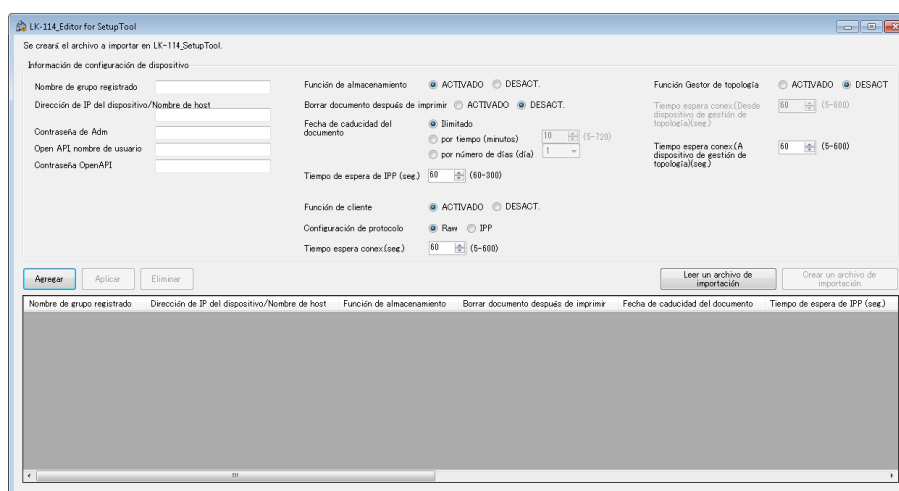 LK-114_Editor for SetupTool
Se creará el archivo a importar en LK-114_SetupTool.
Información de configuración de dispositivo
Nombre de grupo registrado
Dirección de IP del dispositivo/Nombre de host
Contraseña de Adm
Open API nombre de usuario
Contraseña OpenAPI
Función de almacenamiento ACTIVADO DESACT.
Borrar documento después de imprimir ACTIVADO DESACT.
Fecha de caducidad del documento
Ilimitado
por tiempo (minutos) 10 (5-720)
por número de días (día) 1
Tiempo de espera de IPP (seg.) 60 (60-300)
Función de cliente ACTIVADO DESACT.
Configuración de protocolo Raw IPP
Tiempo espera conex.(seg.) 60 (5-600)
Función Gestor de topología ACTIVADO DESACT
Tiempo espera conex.(Desde
dispositivo de gestión de
topología)(seg.)
60 (5-600)
Tiempo espera conex.(A
dispositivo de gestión de
topología)(seg.)
60 (5-600)
Agregar Aplicar Eliminar
Leer un archivo de
importación
Crear un archivo de
importación
Nombre de grupo registrado Dirección de IP del dispositivo/Nombre de host Función de almacenamiento Borrar documento después de imprimir Fecha de caducidad del documento Tiempo de espera de IPP (seg.)